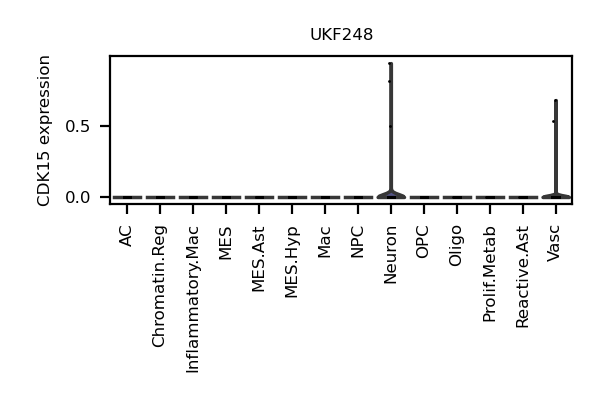 UKF248
CDK15 expression
0.5
0.0
AC
Chromatin.Reg
Inflammatory.Mac
MES
MES.Ast
MES.Hyp
Mac
NPC
Neuron
OPC
Oligo
Prolif.Metab
Reactive.Ast
Vasc